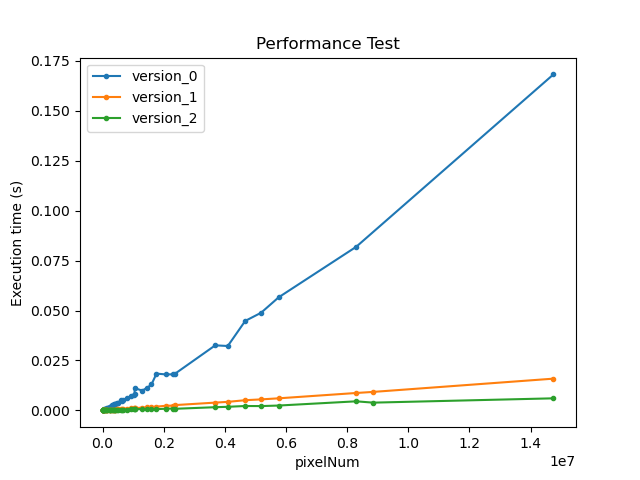 Performance Test
version_0
version_1
version_2
0.175
0.150
0.125
0.100
0.075
0.050
0.025
0.000
Execution time (s)
0.0 0.2 0.4 0.6 0.8 1.0 1.2 1.4
1e7
pixelNum